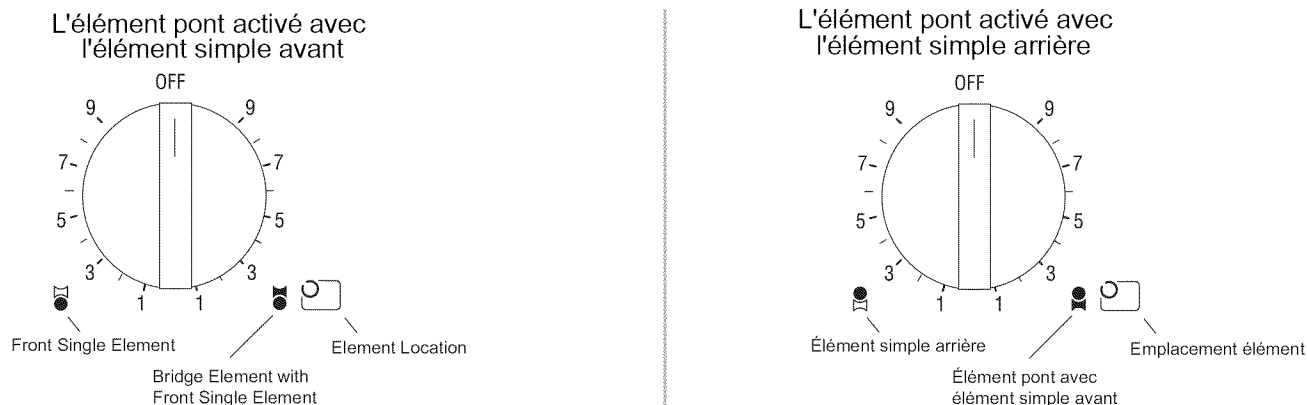 L'élément pont activé avec
l'élément simple avant
OFF
9 9
7 7
5 5
3 3
1 1
Front Single Element
Element Location
Bridge Element with
Front Single Element
L'élément pont activé avec
l'élément simple arrière
OFF
9 9
7 7
5 5
3 3
1 1
Élément simple arrière
Emplacement élément
Élément pont avec
élément simple avant